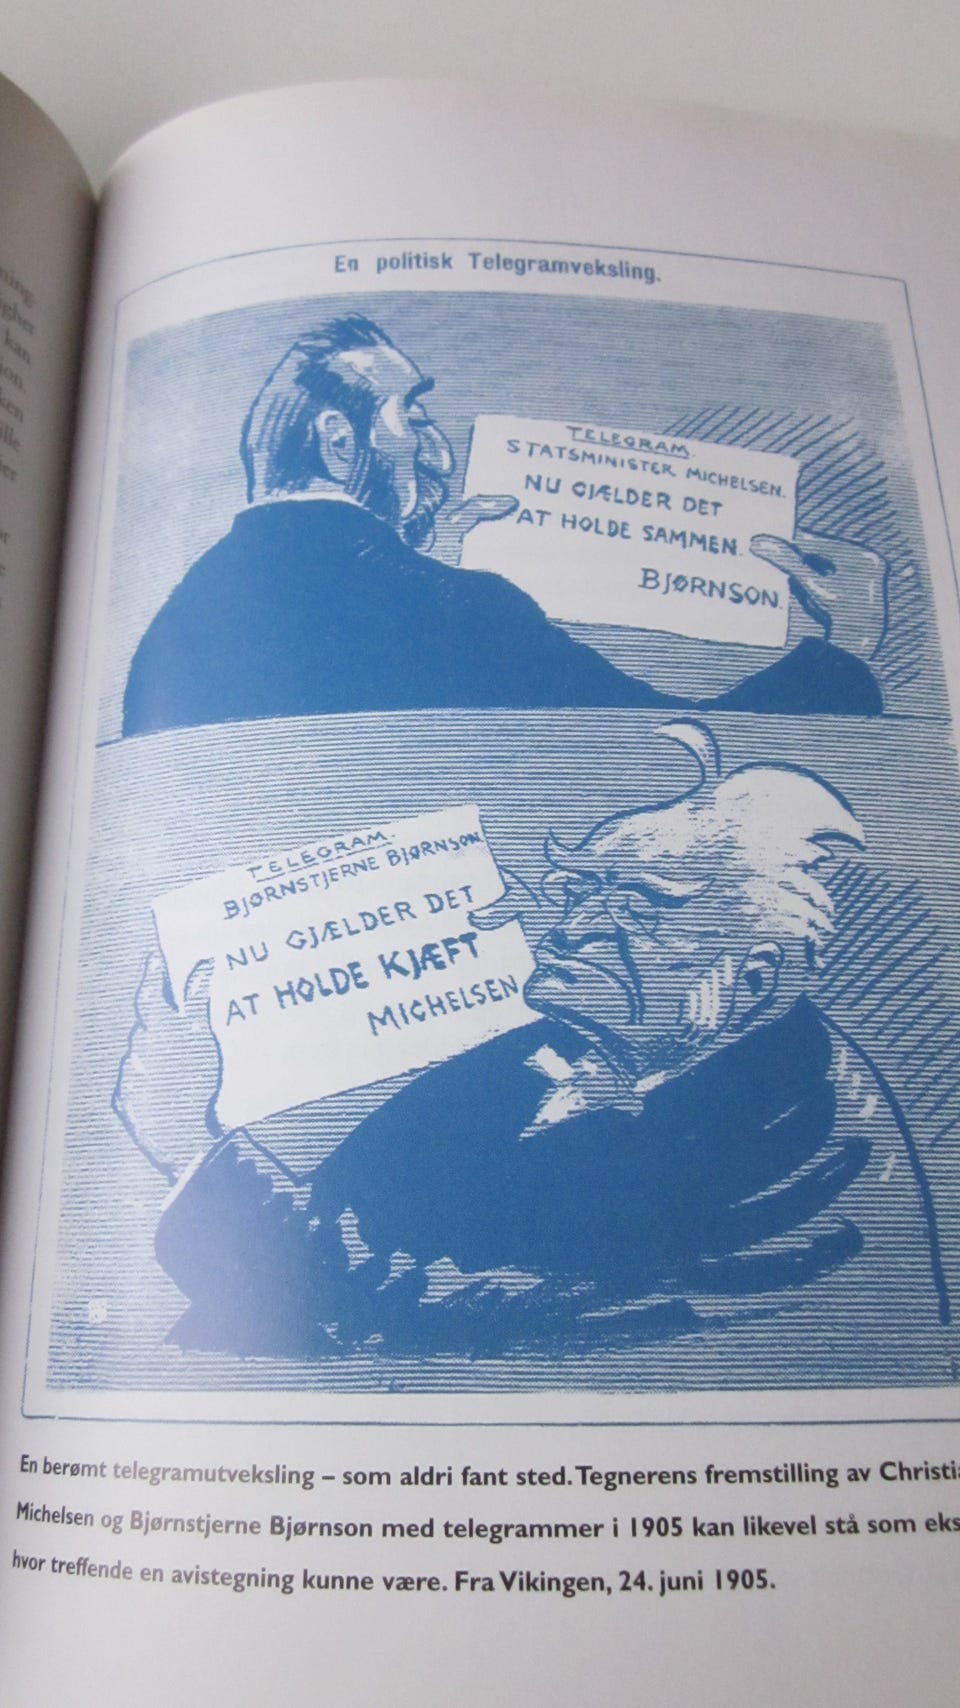 En politisk Telegramveksling.
TELEGRAM.
STATSMINISTER MICHELSEN.
NU GJÆLDER DET
AT HOLDE SAMMEN.
BJØRNSON.
TELEGRAM.
BJØRNSTJERNE BJØRNSON.
NU GJÆLDER DET
AT HOLDE KJÆFT
MICHELSEN
En berømt telegramutveksling – som aldri fant sted. Tegnerens fremstilling av
Michelsen og Bjørnstjerne Bjørnson med telegrammer i 1905 kan likevel stå som
hvor treffende en avistegning kunne være. Fra Vikingen, 24. juni 1905.